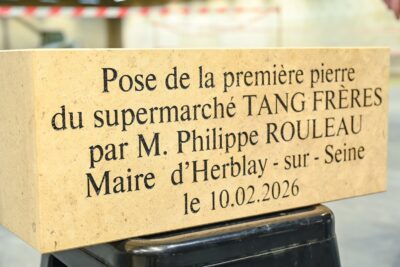 Pose de la première pierre
du supermarché TANG FRÈRES
par M. Philippe ROULEAU
Maire d'Herblay - sur - Seine
le 10.02.2026